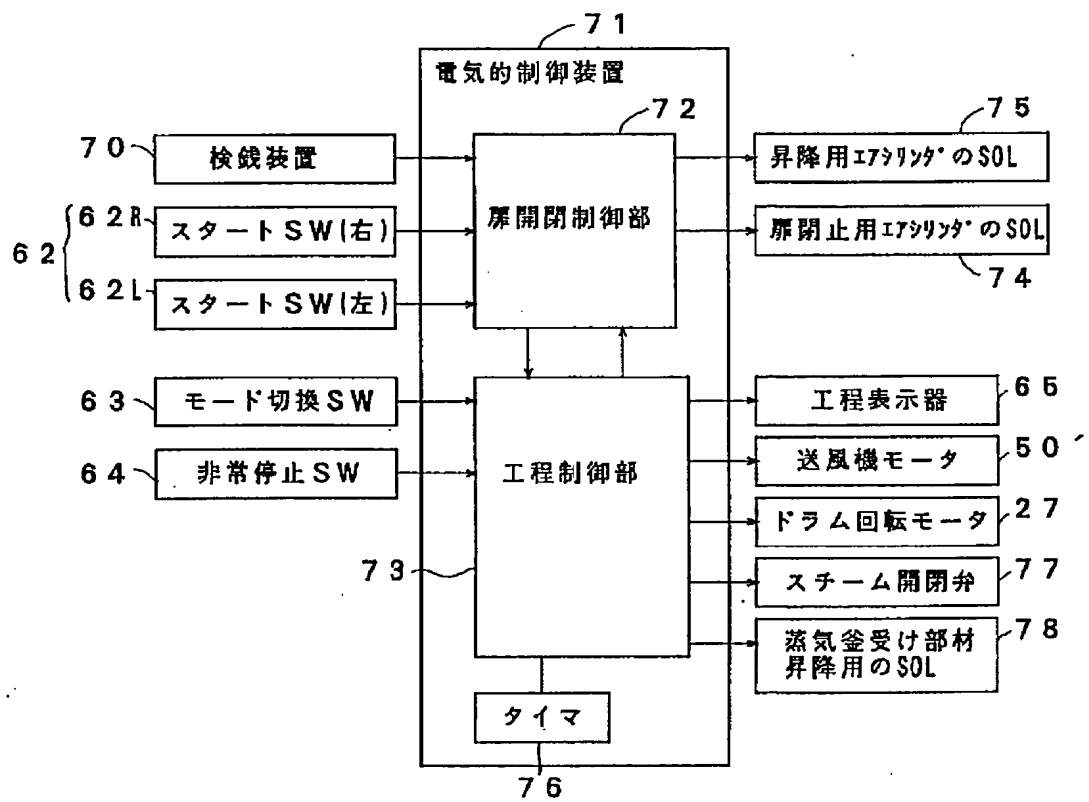 71
電気的制御装置
72
75
70
検銭装置
昇降用ｴｱｼﾘﾝﾀﾞのSOL
扉開閉制御部
62
62R
スタートSW(右)
扉閉止用ｴｱｼﾘﾝﾀﾞのSOL
74
62L
スタートSW(左)
63
モード切換SW
工程表示器
65
64
非常停止SW
工程制御部
送風機モータ
50′
ドラム回転モータ
27
73
スチーム開閉弁
77
蒸気釜受け部材
昇降用のSOL
78
タイマ
76